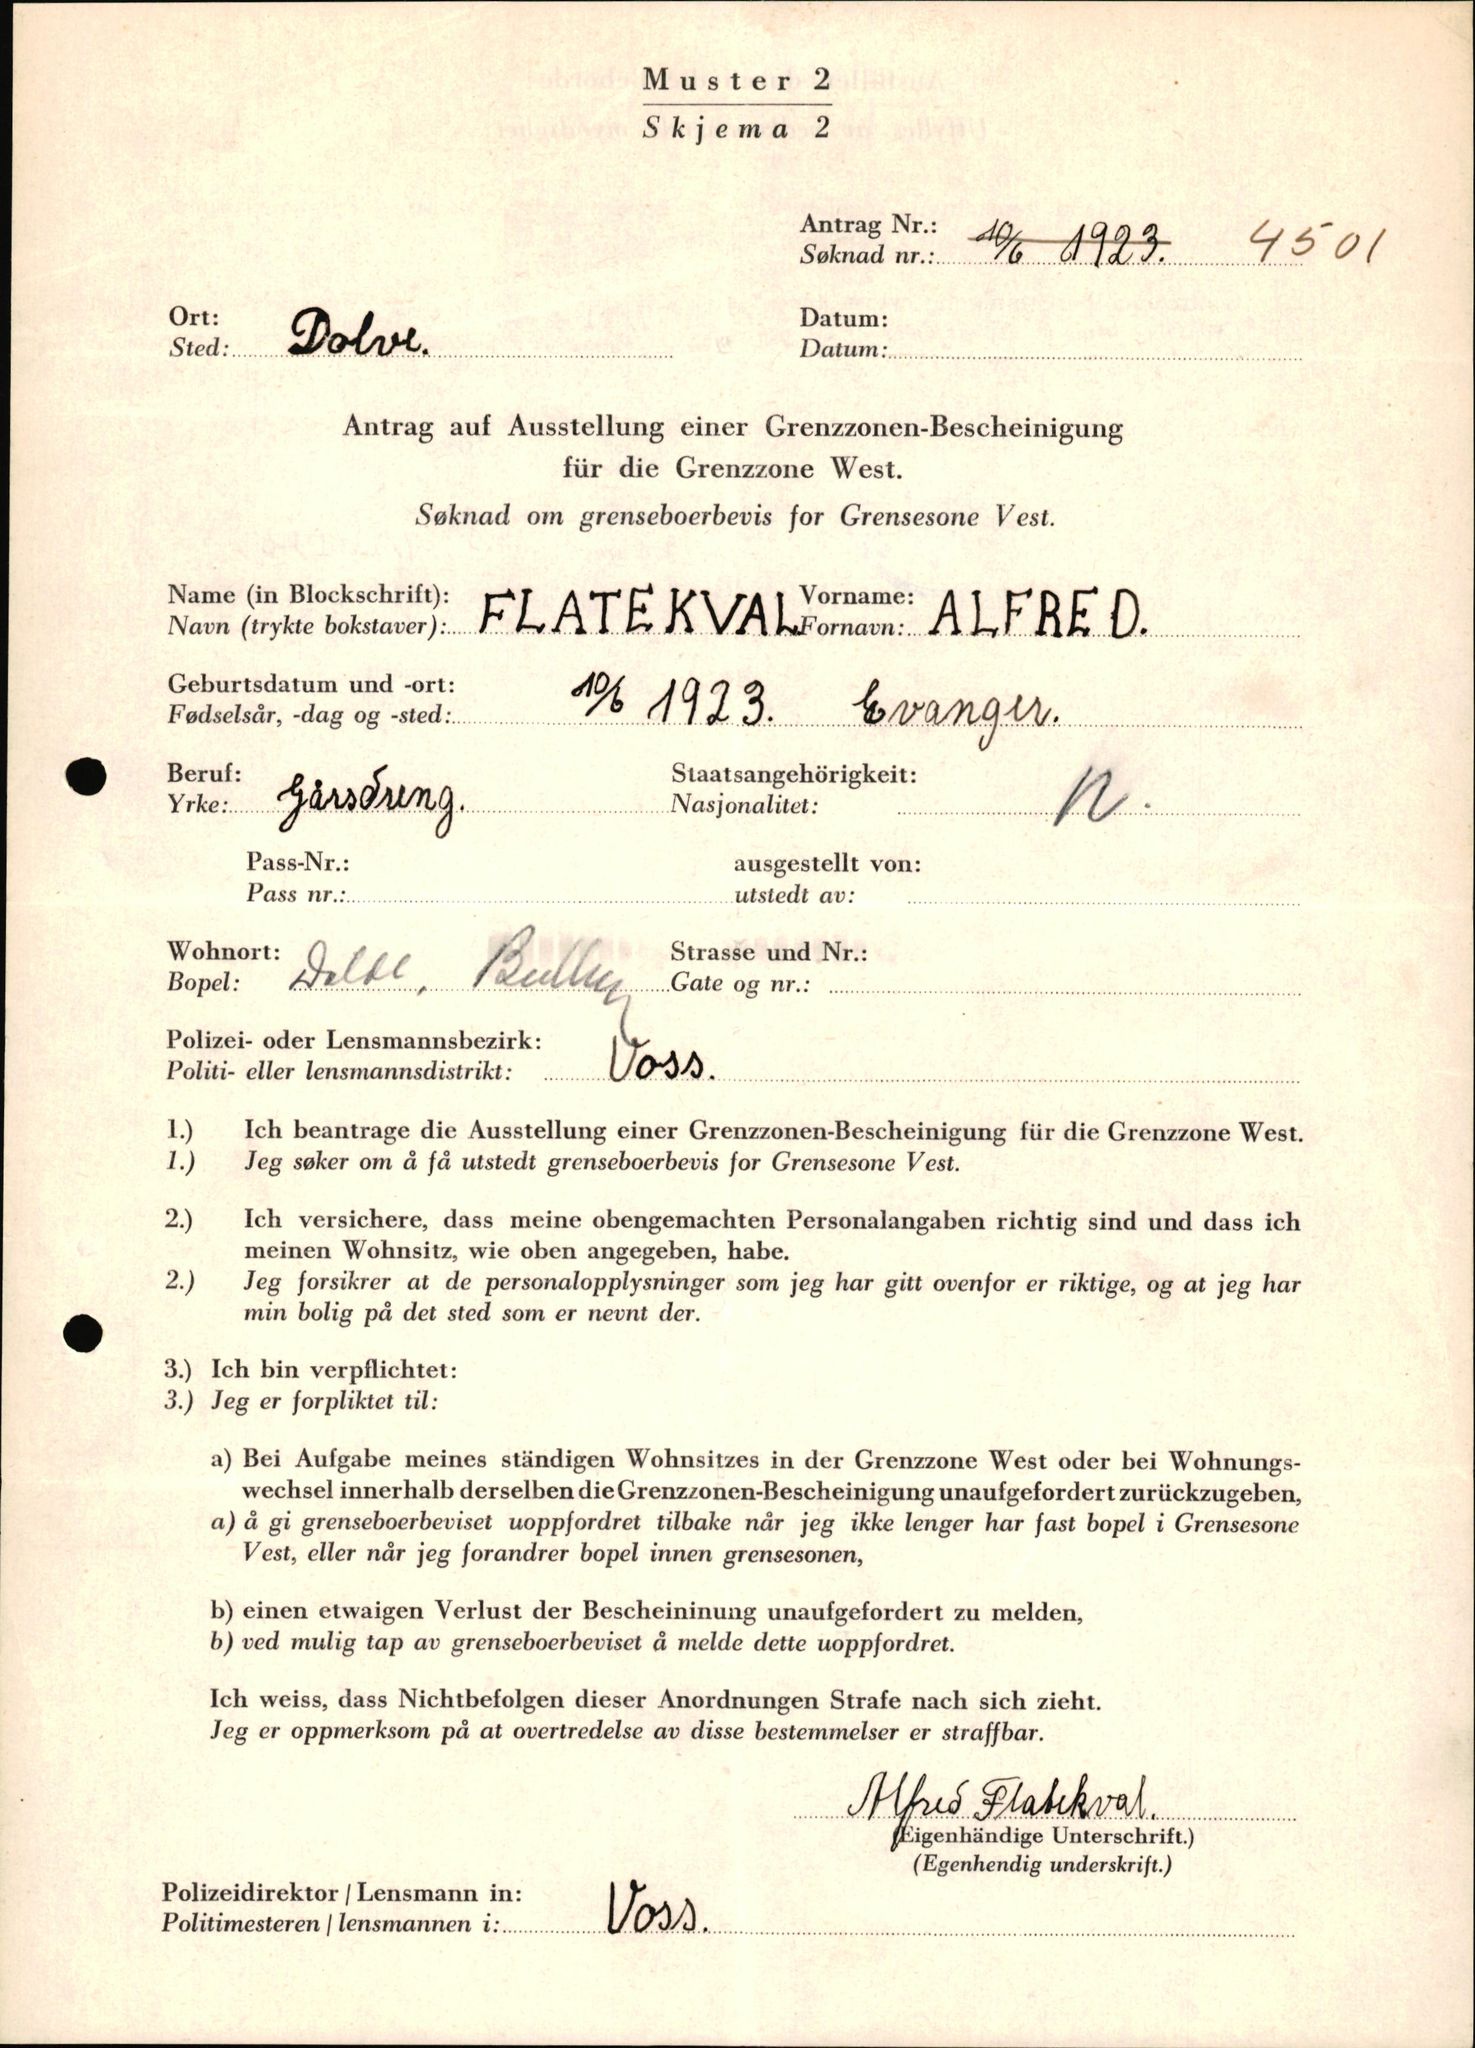 Muster 2
Skjema 2
Antrag Nr.:
Søknad nr.: 10/6 1923. 4501
Ort:
Sted: Dolve.
Datum:
Datum:
Antrag auf Ausstellung einer Grenzzonen-Bescheinigung
für die Grenzzone West.
Søknad om grenseboerbevis for Grensesone Vest.
Name (in Blockschrift): Vorname:
Navn (trykte bokstaver): FLATEKVAL Fornavn: ALFRED.
Geburtsdatum und -ort:
Fødselsår, -dag og -sted: 10/6 1923. Evanger.
Beruf: Staatsangehörigkeit:
Yrke: Gårsdreng. Nasjonalitet: N.
Pass-Nr.: ausgestellt von:
Pass nr.: utstedt av:
Wohnort: Strasse und Nr.:
Bopel: Gate og nr.:
Polizei- oder Lensmannsbezirk:
Politi- eller lensmannsdistrikt: Voss.
1.) Ich beantrage die Ausstellung einer Grenzzonen-Bescheinigung für die Grenzzone West.
1.) Jeg søker om å få utstedt grenseboerbevis for Grensesone Vest.
2.) Ich versichere, dass meine obengemachten Personalangaben richtig sind und dass ich
meinen Wohnsitz, wie oben angegeben, habe.
2.) Jeg forsikrer at de personalopplysninger som jeg har gitt ovenfor er riktige, og at jeg har
min bolig på det sted som er nevnt der.
3.) Ich bin verpflichtet:
3.) Jeg er forpliktet til:
a) Bei Aufgabe meines ständigen Wohnsitzes in der Grenzzone West oder bei Wohnungs-
wechsel innerhalb derselben die Grenzzonen-Bescheinigung unaufgefordert zurückzugeben,
a) å gi grenseboerbeviset uoppfordret tilbake når jeg ikke lenger har fast bopel i Grensesone
Vest, eller når jeg forandrer bopel innen grensesonen,
b) einen etwaigen Verlust der Bescheininung unaufgefordert zu melden,
b) ved mulig tap av grenseboerbeviset å melde dette uoppfordret.
Ich weiss, dass Nichtbefolgen dieser Anordnungen Strafe nach sich zieht.
Jeg er oppmerksom på at overtredelse av disse bestemmelser er straffbar.
Alfred Flatekval.
(Eigenhändige Unterschrift.)
(Egenhendig underskrift.)
Polizeidirektor / Lensmann in:
Politimesteren / lensmannen i: Voss.